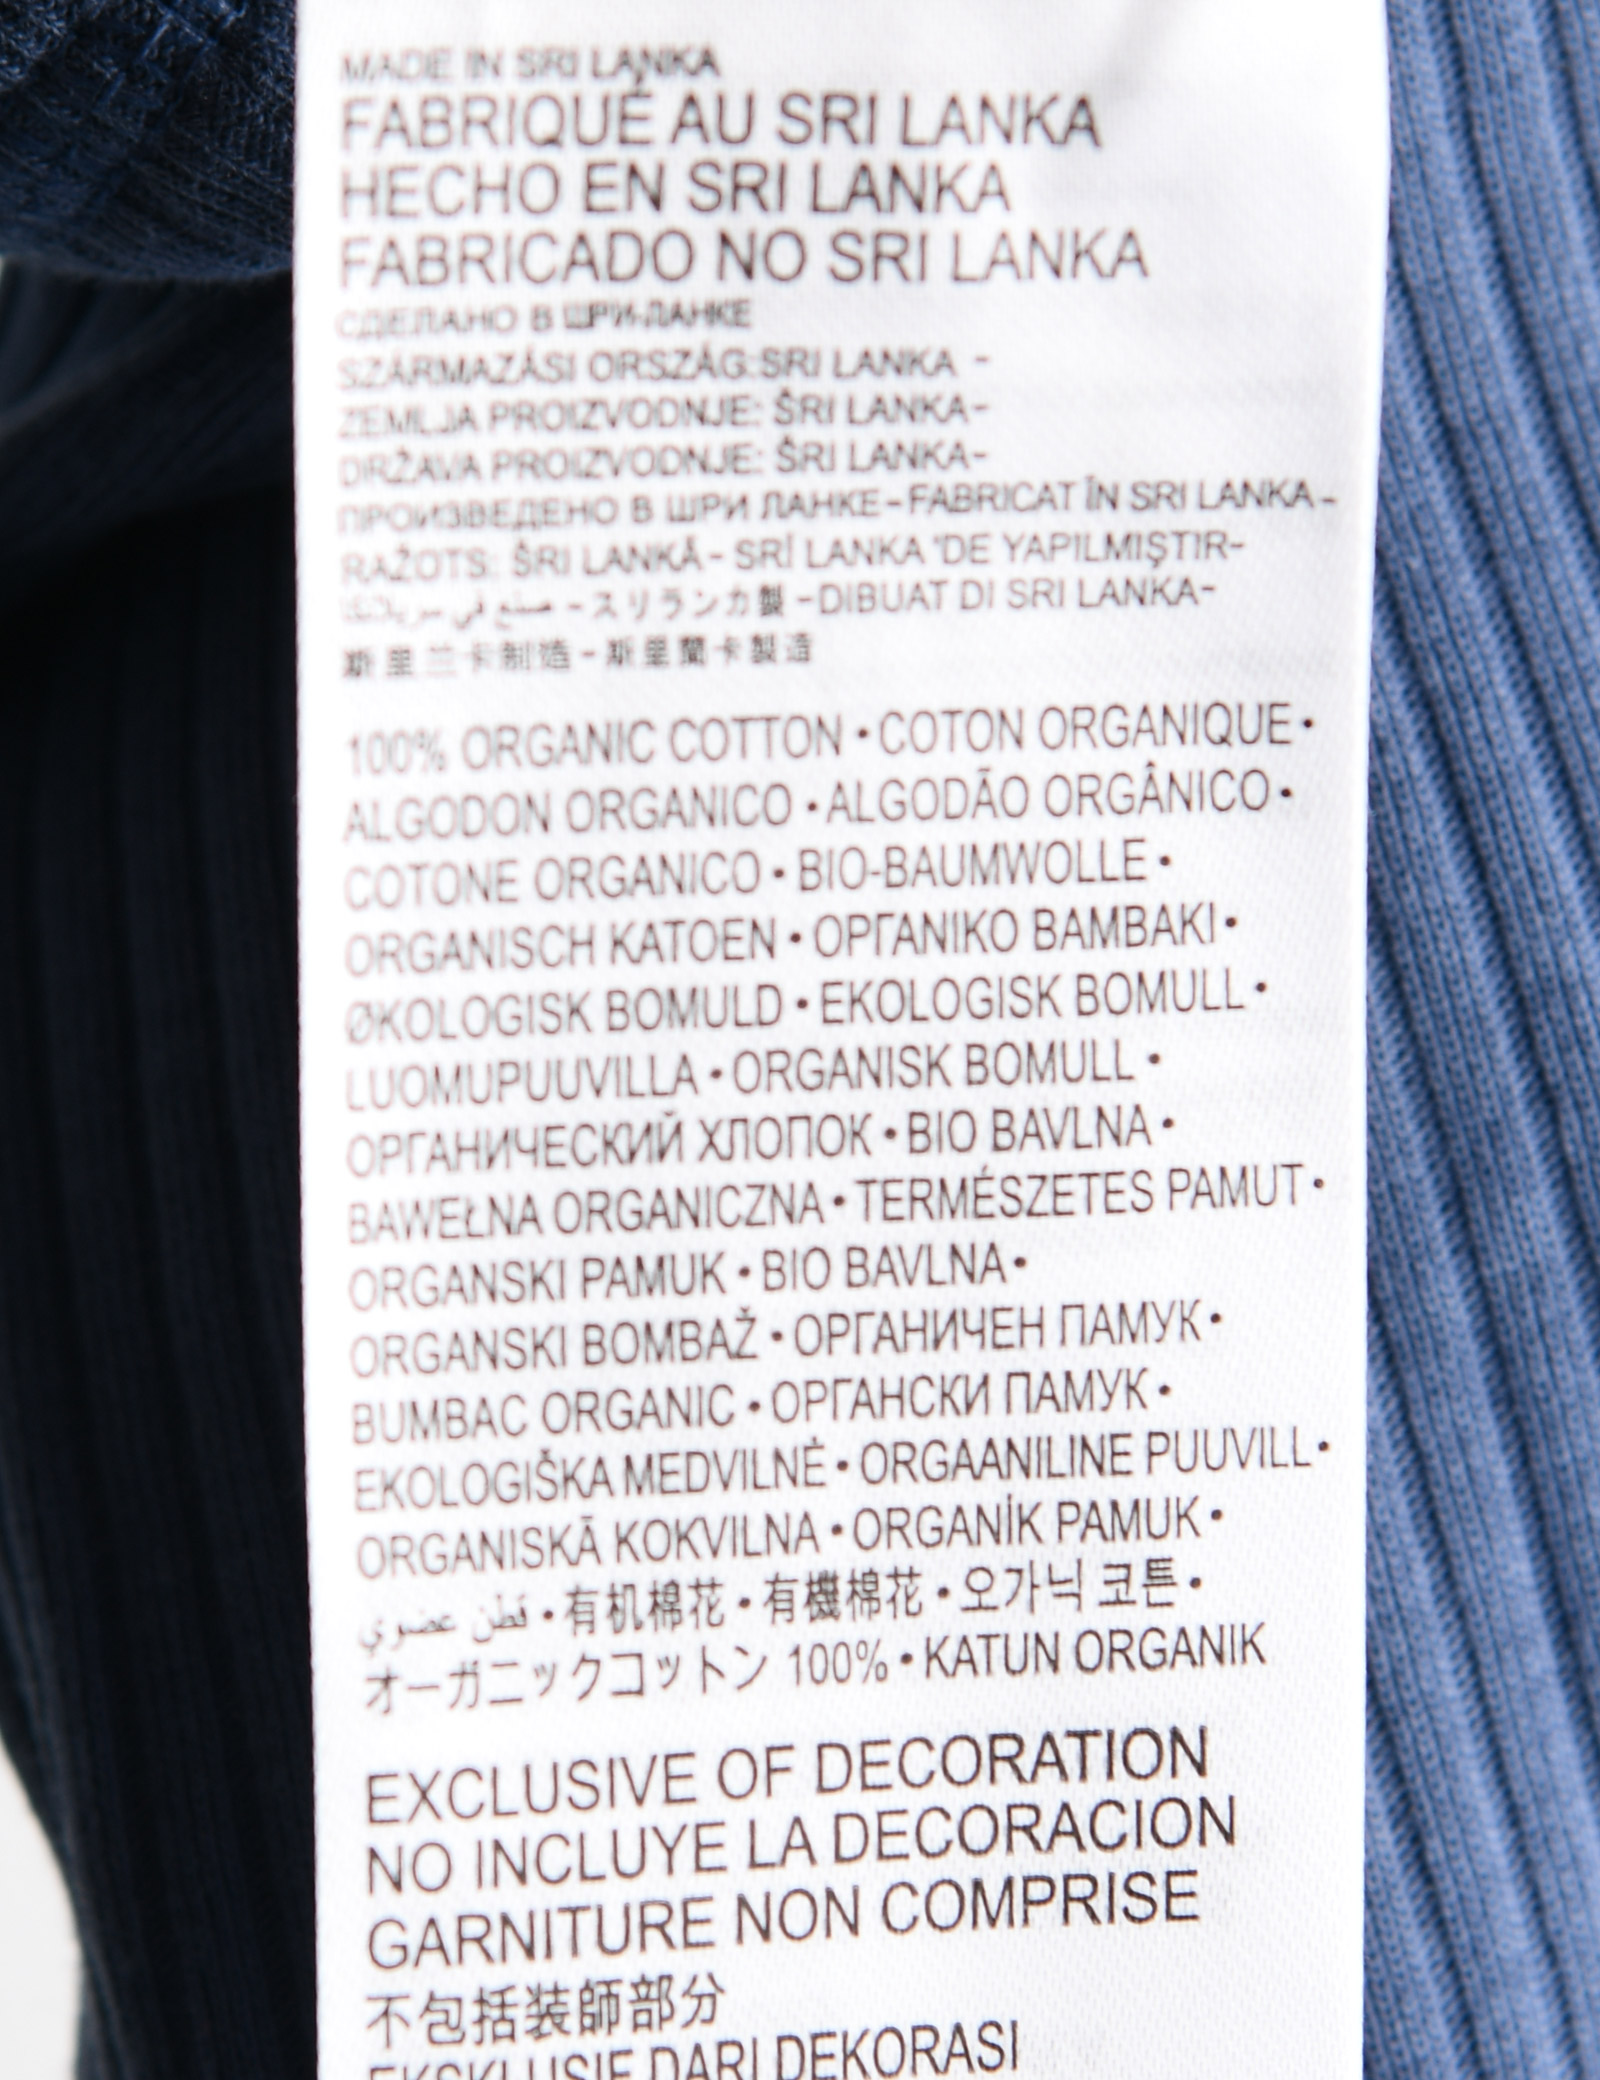 MADE IN SRI LANKA
FABRIQUÉ AU SRI LANKA
HECHO EN SRI LANKA
FABRICADO NO SRI LANKA
СДЕЛАНО В ШРИ-ЛАНКЕ
SZÁRMAZÁSI ORSZÁG:SRI LANKA -
ZEMLJA PROIZVODNJE: ŠRI LANKA-
DRŽAVA PROIZVODNJE: ŠRI LANKA-
ПРОИЗВЕДЕНО В ШРИ ЛАНКЕ-FABRICAT ÎN SRI LANKA-
RAŽOTS: ŠRI LANKĀ- SRİ LANKA 'DE YAPILMIŞTIR-
صنع في سريلانكا -スリランカ製 -DIBUAT DI SRI LANKA-
斯里兰卡制造-斯里蘭卡製造
100% ORGANIC COTTON • COTON ORGANIQUE •
ALGODON ORGANICO • ALGODÃO ORGÂNICO •
COTONE ORGANICO • BIO-BAUMWOLLE •
ORGANISCH KATOEN • ΟΡΓΑΝΙΚΟ ΒΑΜΒΑΚΙ •
ØKOLOGISK BOMULD • EKOLOGISK BOMULL •
LUOMUPUUVILLA • ORGANISK BOMULL •
ОРГАНИЧЕСКИЙ ХЛОПОК • BIO BAVLNA •
BAWEŁNA ORGANICZNA • TERMÉSZETES PAMUT •
ORGANSKI PAMUK • BIO BAVLNA •
ORGANSKI BOMBAŽ • ОРГАНИЧЕН ПАМУК •
BUMBAC ORGANIC • ОРГАНСКИ ПАМУК •
EKOLOGIŠKA MEDVILNĖ • ORGAANILINE PUUVILL •
ORGANISKĀ KOKVILNA • ORGANİK PAMUK •
قطن عضوي • 有机棉花 • 有機棉花 • 오가닉 코튼 •
オーガニックコットン 100% • KATUN ORGANIK
EXCLUSIVE OF DECORATION
NO INCLUYE LA DECORACION
GARNITURE NON COMPRISE
不包括装師部分
EKSKLUSIF DARI DEKORASI